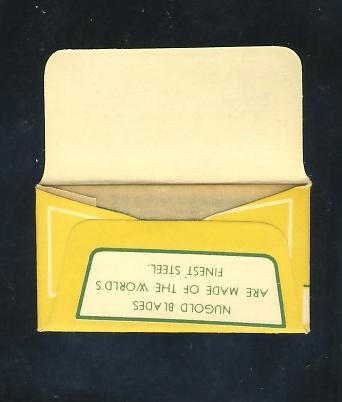 NUGOLD BLADES
ARE MADE OF THE WORLD'S
FINEST STEEL.